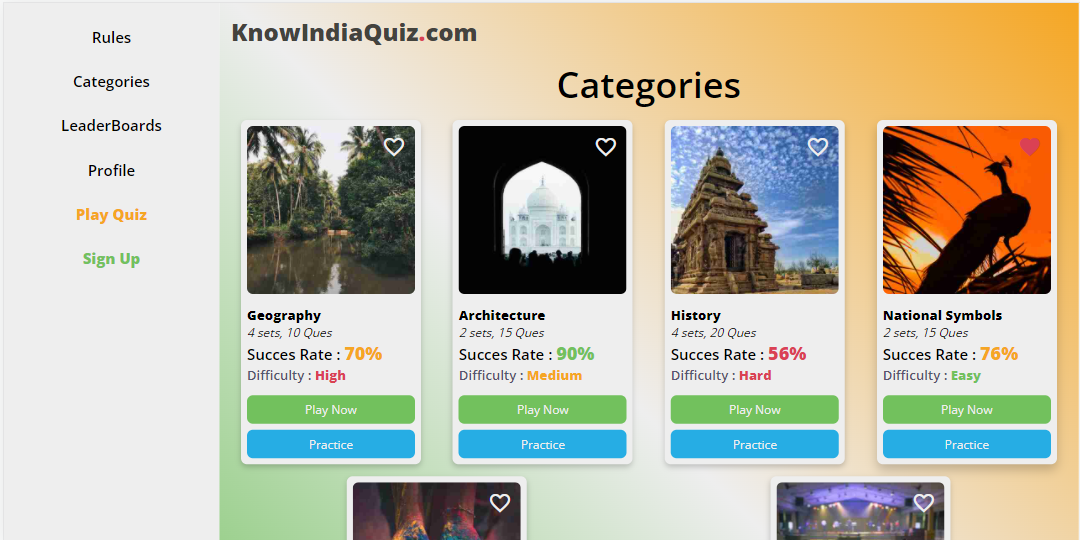 Rules
Categories
LeaderBoards
Profile
Play Quiz
Sign Up
KnowIndiaQuiz.com
Categories
Geography
4 sets, 10 Ques
Succes Rate : 70%
Difficulty : High
Play Now
Practice
Architecture
2 sets, 15 Ques
Succes Rate : 90%
Difficulty : Medium
Play Now
Practice
History
4 sets, 20 Ques
Succes Rate : 56%
Difficulty : Hard
Play Now
Practice
National Symbols
2 sets, 15 Ques
Succes Rate : 76%
Difficulty : Easy
Play Now
Practice